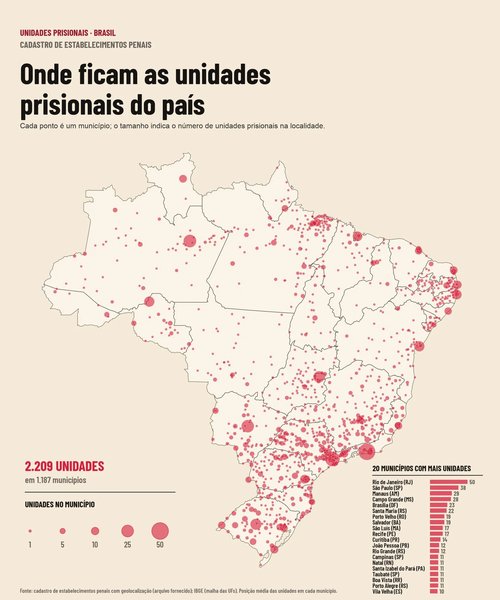 UNIDADES PRISIONAIS · BRASIL
CADASTRO DE ESTABELECIMENTOS PENAIS
Onde ficam as unidades
prisionais do país
Cada ponto é um município; o tamanho indica o número de unidades prisionais na localidade.
2.209 UNIDADES
em 1.187 municípios
UNIDADES NO MUNICÍPIO
1 5 10 25 50
20 MUNICÍPIOS COM MAIS UNIDADES
Rio de Janeiro (RJ) 50
São Paulo (SP) 38
Manaus (AM) 29
Campo Grande (MS) 28
Brasília (DF) 23
Santa Maria (RS) 22
Porto Velho (RO) 19
Salvador (BA) 19
São Luís (MA) 17
Recife (PE) 17
Curitiba (PR) 14
João Pessoa (PB) 12
Rio Grande (RS) 12
Campinas (SP) 11
Natal (RN) 11
Santa Izabel do Pará (PA) 11
Taubaté (SP) 11
Boa Vista (RR) 11
Porto Alegre (RS) 11
Vila Velha (ES) 10
Fonte: cadastro de estabelecimentos penais com geolocalização (arquivo fornecido); IBGE (malha das UFs). Posição média das unidades em cada município.